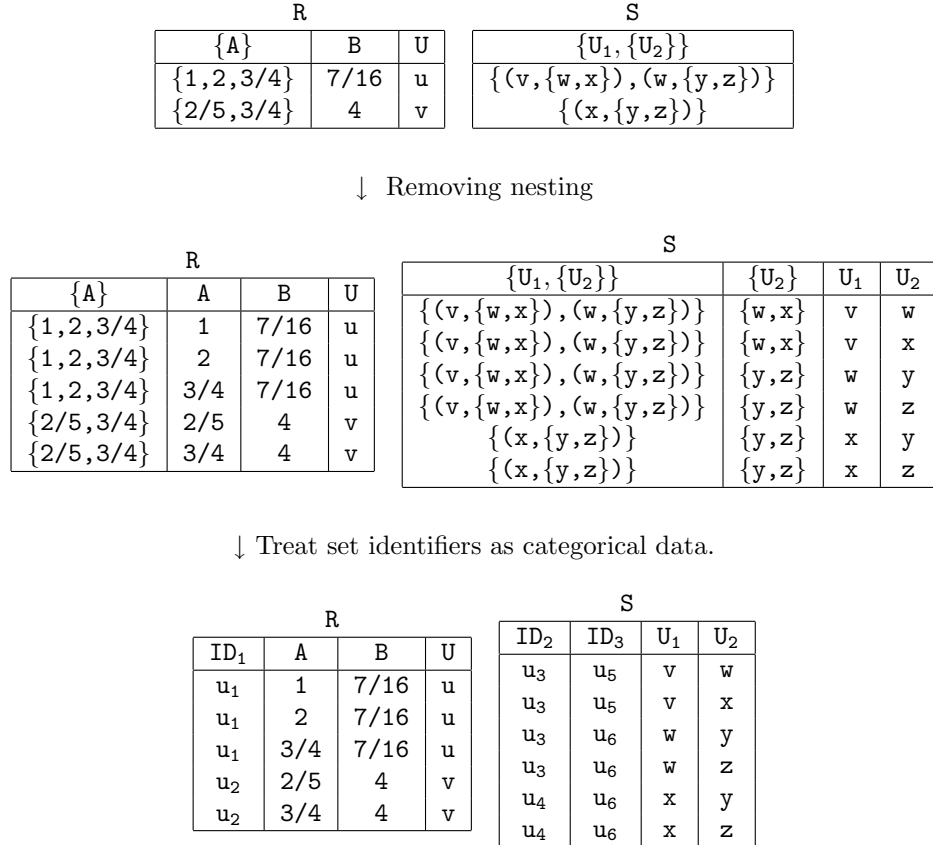 R S
{A} B U {U₁,{U₂}}
{1,2,3/4} 7/16 u {(v,{w,x}),(w,{y,z})}
{2/5,3/4} 4 v {(x,{y,z})}
↓ Removing nesting
R
{A} A B U
{1,2,3/4} 1 7/16 u
{1,2,3/4} 2 7/16 u
{1,2,3/4} 3/4 7/16 u
{2/5,3/4} 2/5 4 v
{2/5,3/4} 3/4 4 v
S
{U₁,{U₂}} {U₂} U₁ U₂
{(v,{w,x}),(w,{y,z})} {w,x} v w
{(v,{w,x}),(w,{y,z})} {w,x} v x
{(v,{w,x}),(w,{y,z})} {y,z} w y
{(v,{w,x}),(w,{y,z})} {y,z} w z
{(x,{y,z})} {y,z} x y
{(x,{y,z})} {y,z} x z
↓ Treat set identifiers as categorical data.
R
ID₁ A B U
u₁ 1 7/16 u
u₁ 2 7/16 u
u₁ 3/4 7/16 u
u₂ 2/5 4 v
u₂ 3/4 4 v
S
ID₂ ID₃ U₁ U₂
u₃ u₅ v w
u₃ u₅ v x
u₃ u₆ w y
u₃ u₆ w z
u₄ u₆ x y
u₄ u₆ x z